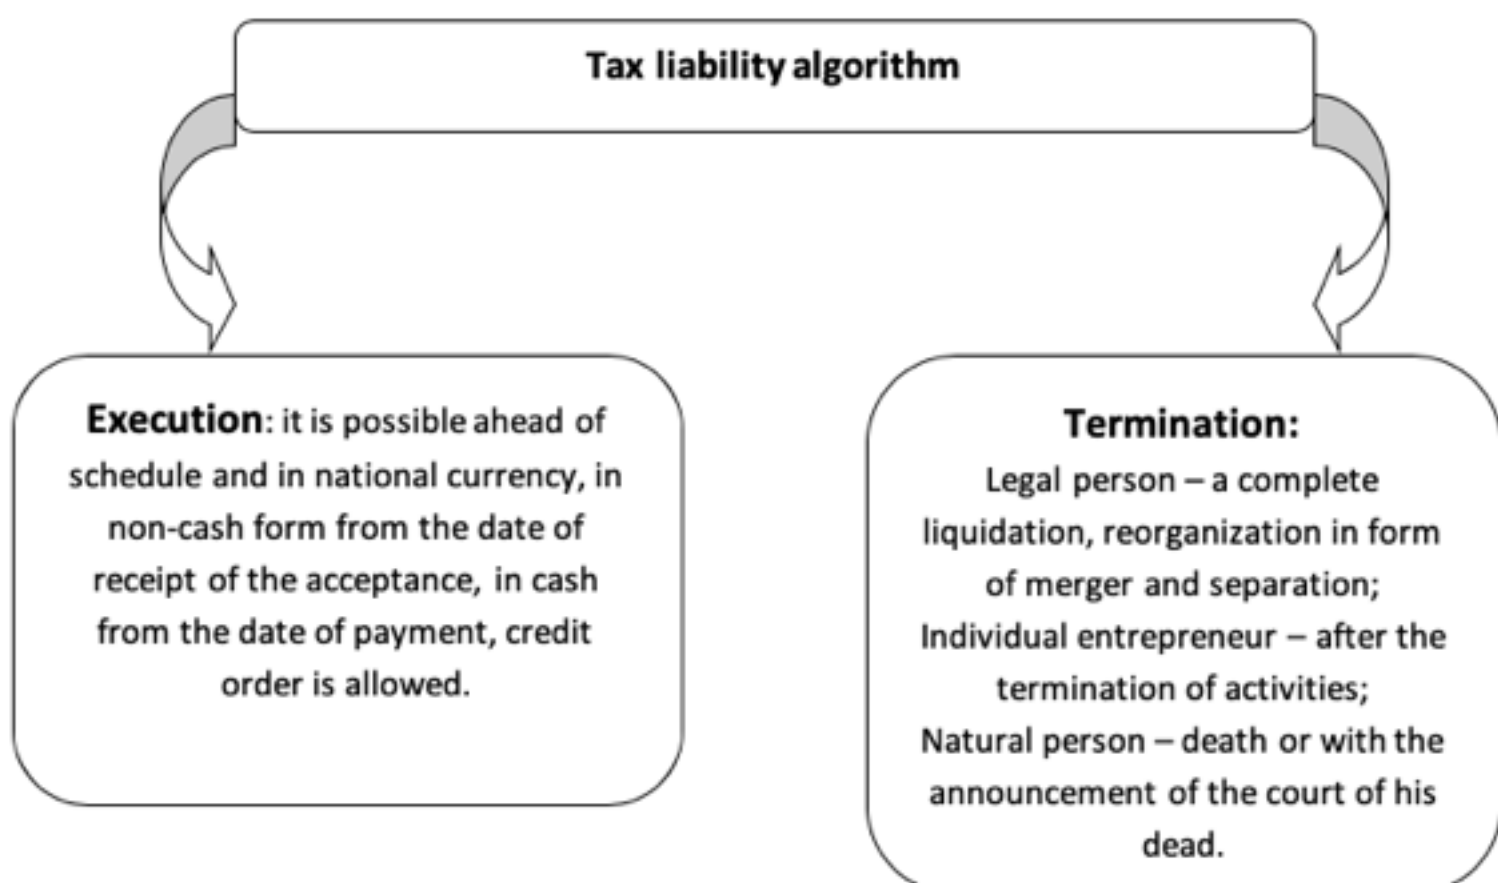 Tax liability algorithm
Execution: it is possible ahead of
schedule and in national currency, in
non-cash form from the date of
receipt of the acceptance, in cash
from the date of payment, credit
order is allowed.
Termination:
Legal person – a complete
liquidation, reorganization in form
of merger and separation;
Individual entrepreneur – after the
termination of activities;
Natural person – death or with the
announcement of the court of his
dead.